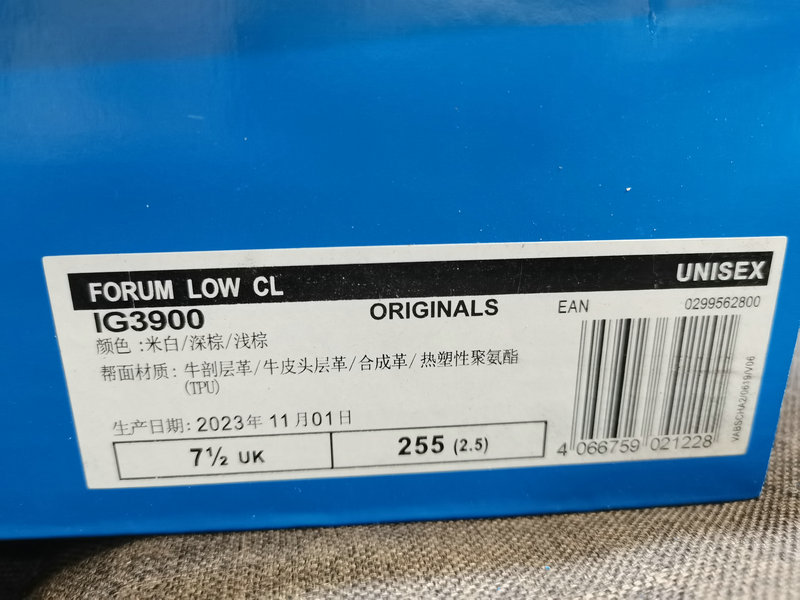 FORUM LOW CL
UNISEX
IG3900
ORIGINALS
EAN
0299562800
颜色:米白/深棕/浅棕
帮面材质: 牛剖层革/牛皮头层革/合成革/热塑性聚氨酯
(TPU)
生产日期: 2023年 11月01日
7½ UK
255 (2.5)
4 066759 021228
YABSCHA2/0619/V06